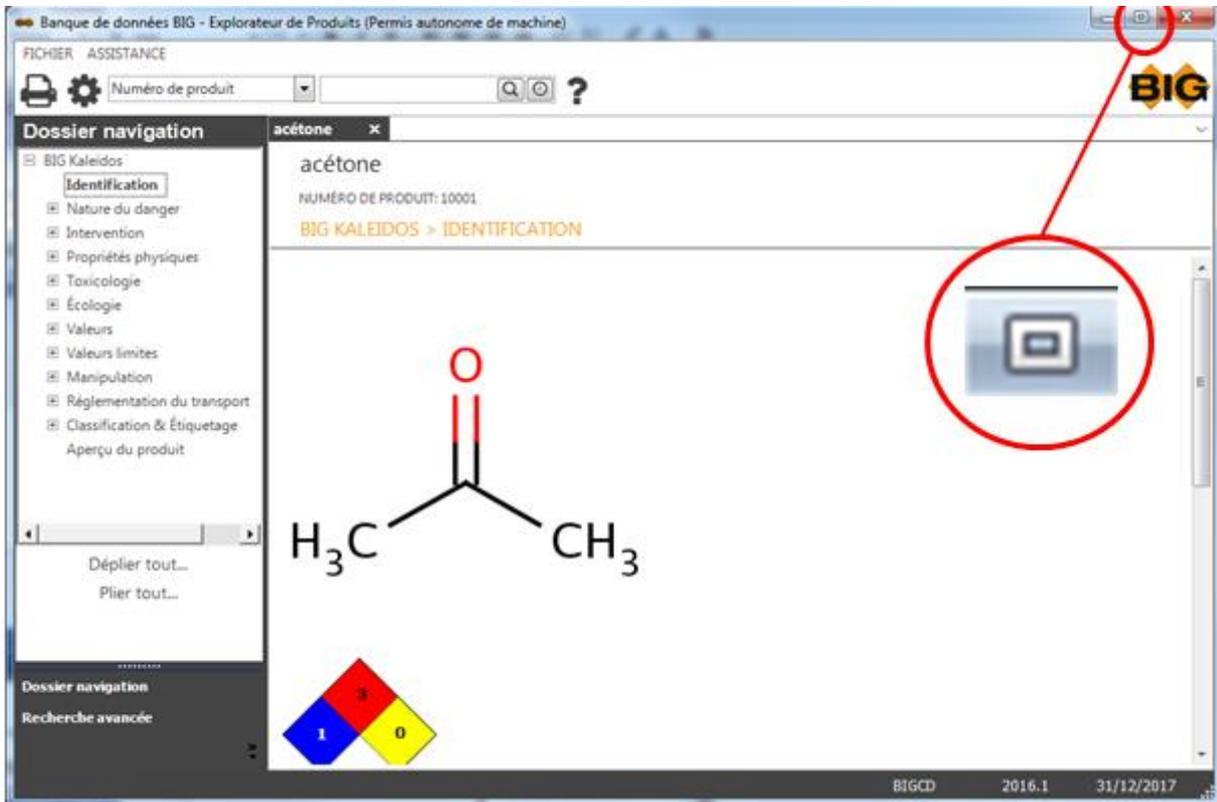 Banque de données BIG - Explorateur de Produits (Permis autonome de machine)
FICHIER ASSISTANCE
Numéro de produit
?
BIG
Dossier navigation
acétone x
BIG Kaleidos
Identification
Nature du danger
Intervention
Propriétés physiques
Toxicologie
Écologie
Valeurs
Valeurs limites
Manipulation
Réglementation du transport
Classification & Étiquetage
Aperçu du produit
Déplier tout...
Plier tout...
Dossier navigation
Recherche avancée
acétone
NUMÉRO DE PRODUIT: 10001
BIG KALEIDOS > IDENTIFICATION
O
H3C CH3
3
1 0
BIGCD 2016.1 31/12/2017